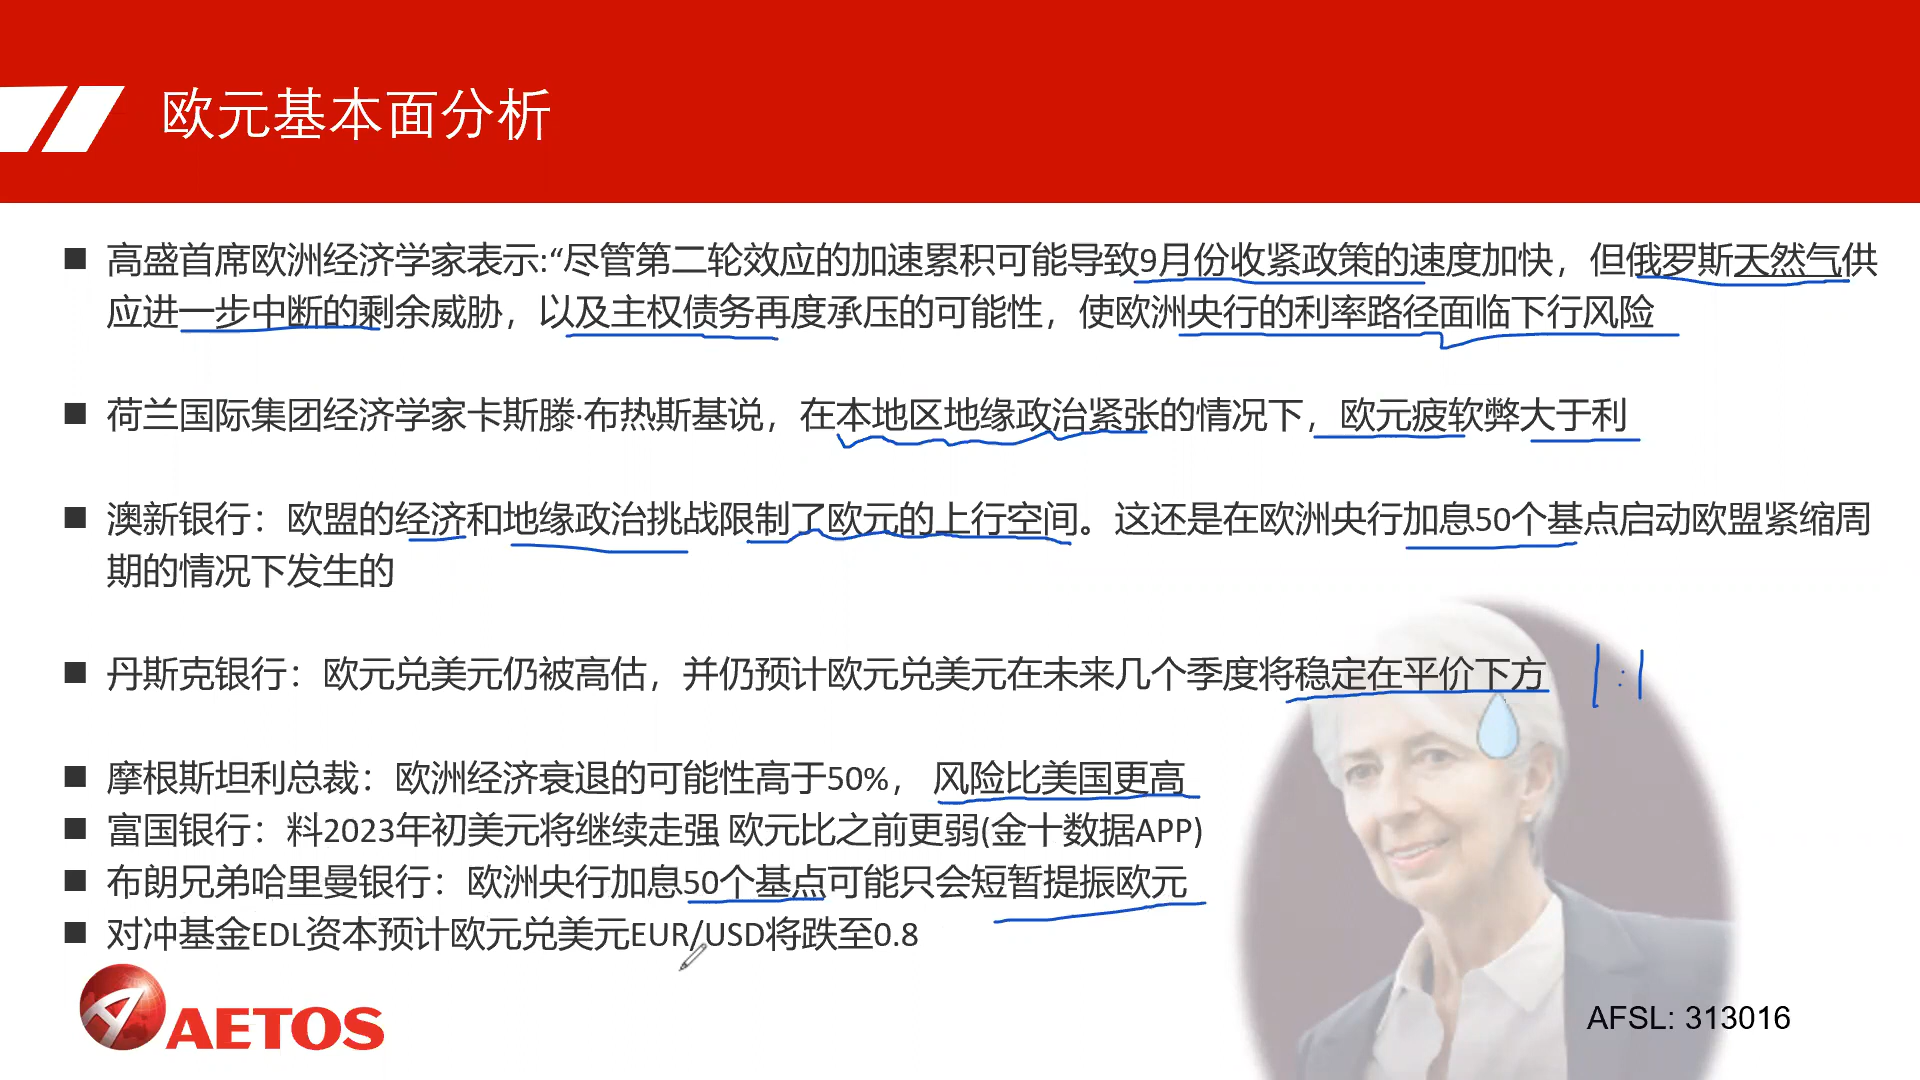 欧元基本面分析
■ 高盛首席欧洲经济学家表示:“尽管第二轮效应的加速累积可能导致9月份收紧政策的速度加快，但俄罗斯天然气供
应进一步中断的剩余威胁，以及主权债务再度承压的可能性，使欧洲央行的利率路径面临下行风险
■ 荷兰国际集团经济学家卡斯滕·布热斯基说，在本地区地缘政治紧张的情况下，欧元疲软弊大于利
■ 澳新银行：欧盟的经济和地缘政治挑战限制了欧元的上行空间。这还是在欧洲央行加息50个基点启动欧盟紧缩周
期的情况下发生的
■ 丹斯克银行：欧元兑美元仍被高估，并仍预计欧元兑美元在未来几个季度将稳定在平价下方 1:1
■ 摩根斯坦利总裁：欧洲经济衰退的可能性高于50%， 风险比美国更高
■ 富国银行：料2023年初美元将继续走强 欧元比之前更弱(金十数据APP)
■ 布朗兄弟哈里曼银行：欧洲央行加息50个基点可能只会短暂提振欧元
■ 对冲基金EDL资本预计欧元兑美元EUR/USD将跌至0.8
AETOS
AFSL: 313016